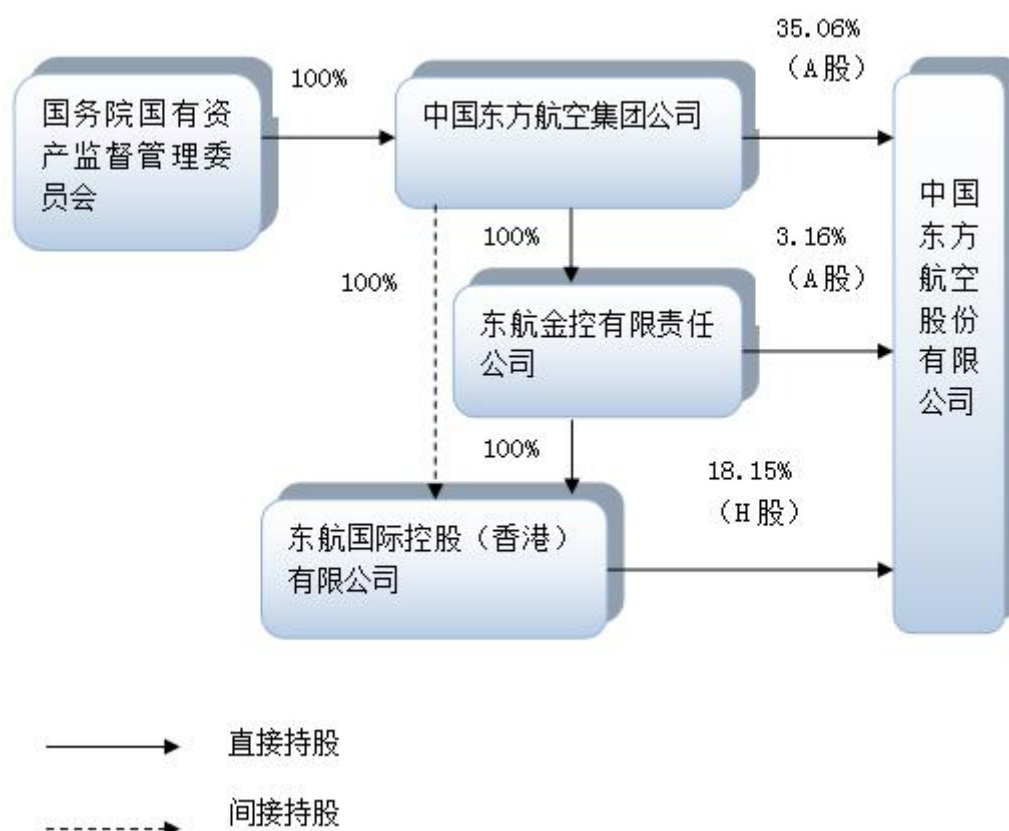 35.06%
（A股）
100%
国务院国有资
产监督管理委
员会
中国东方航空集团公司
中国
东方
航空
股份
有限
公司
100%
3.16%
（A股）
100%
东航金控有限责任
公司
100%
18.15%
（H股）
东航国际控股（香港）
有限公司
直接持股
间接持股